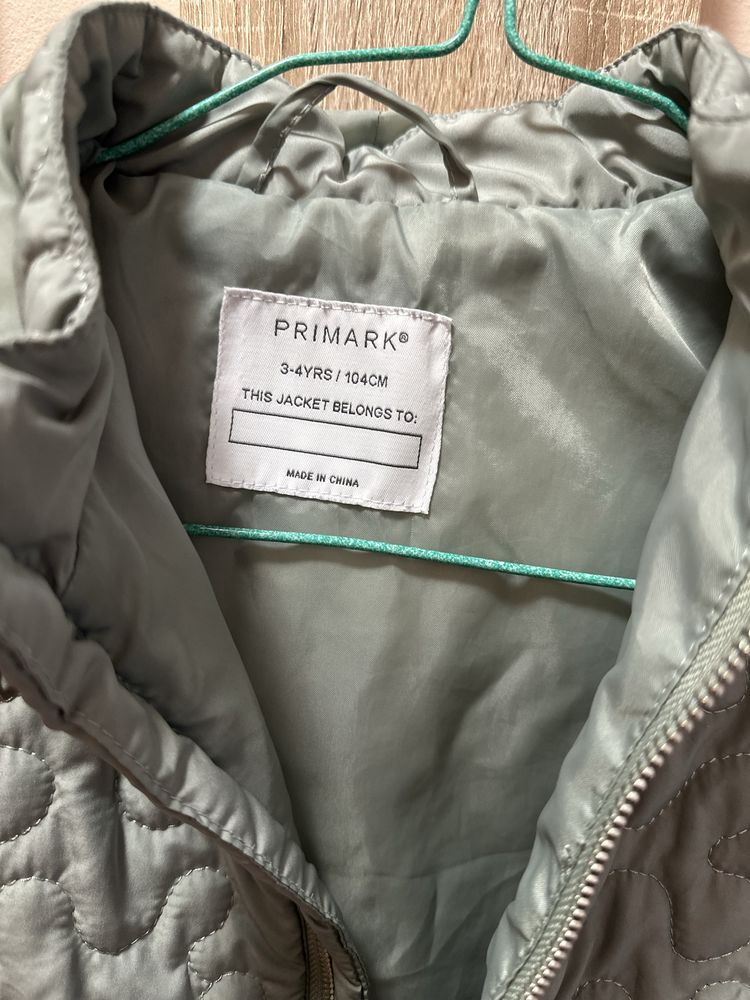 PRIMARK®
3-4YRS / 104CM
THIS JACKET BELONGS TO:
MADE IN CHINA